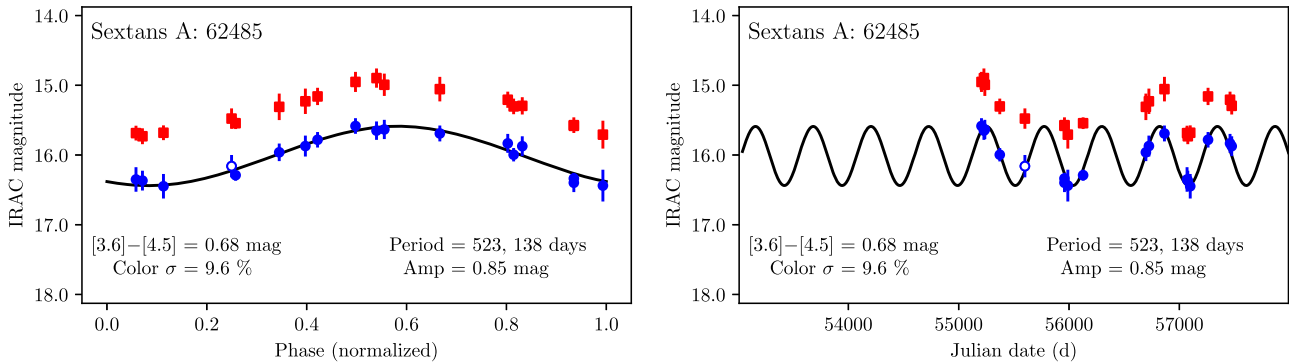 Sextans A: 62485
14.0
15.0
16.0
17.0
18.0
IRAC magnitude
[3.6]−[4.5] = 0.68 mag
Color σ = 9.6 %
Period = 523, 138 days
Amp = 0.85 mag
0.0 0.2 0.4 0.6 0.8 1.0
Phase (normalized)
Sextans A: 62485
14.0
15.0
16.0
17.0
18.0
IRAC magnitude
[3.6]−[4.5] = 0.68 mag
Color σ = 9.6 %
Period = 523, 138 days
Amp = 0.85 mag
54000 55000 56000 57000
Julian date (d)